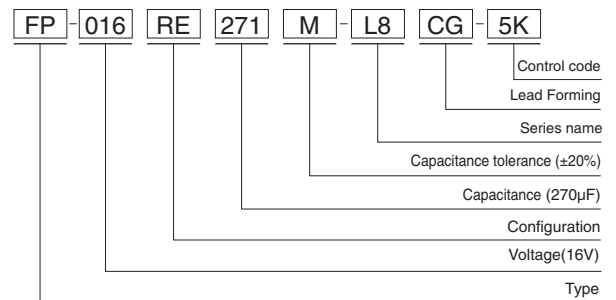 FP-016 RE 271 M-L8 CG-5K
Control code
Lead Forming
Series name
Capacitance tolerance (±20%)
Capacitance (270µF)
Configuration
Voltage(16V)
Type